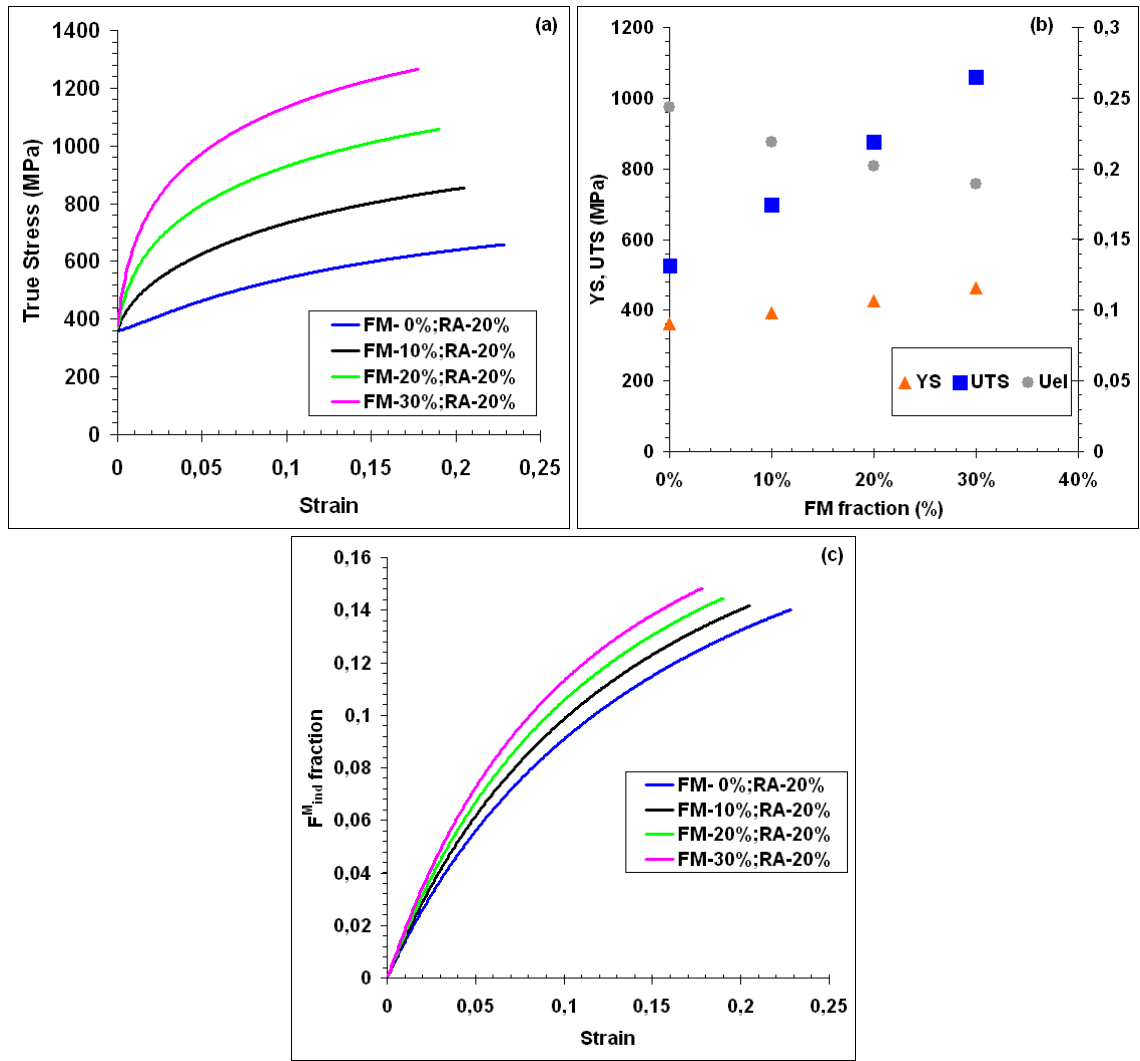 (a)
True Stress (MPa)
1400
1200
1000
800
600
400
200
0
0 0,05 0,1 0,15 0,2 0,25
Strain
FM- 0%;RA-20%
FM-10%;RA-20%
FM-20%;RA-20%
FM-30%;RA-20%
(b)
YS, UTS (MPa)
1200
1000
800
600
400
200
0
0,3
0,25
0,2
0,15
0,1
0,05
0
YS UTS Uel
0% 10% 20% 30% 40%
FM fraction (%)
(c)
F^M_ind fraction
0,16
0,14
0,12
0,1
0,08
0,06
0,04
0,02
0
0 0,05 0,1 0,15 0,2 0,25
Strain
FM- 0%;RA-20%
FM-10%;RA-20%
FM-20%;RA-20%
FM-30%;RA-20%